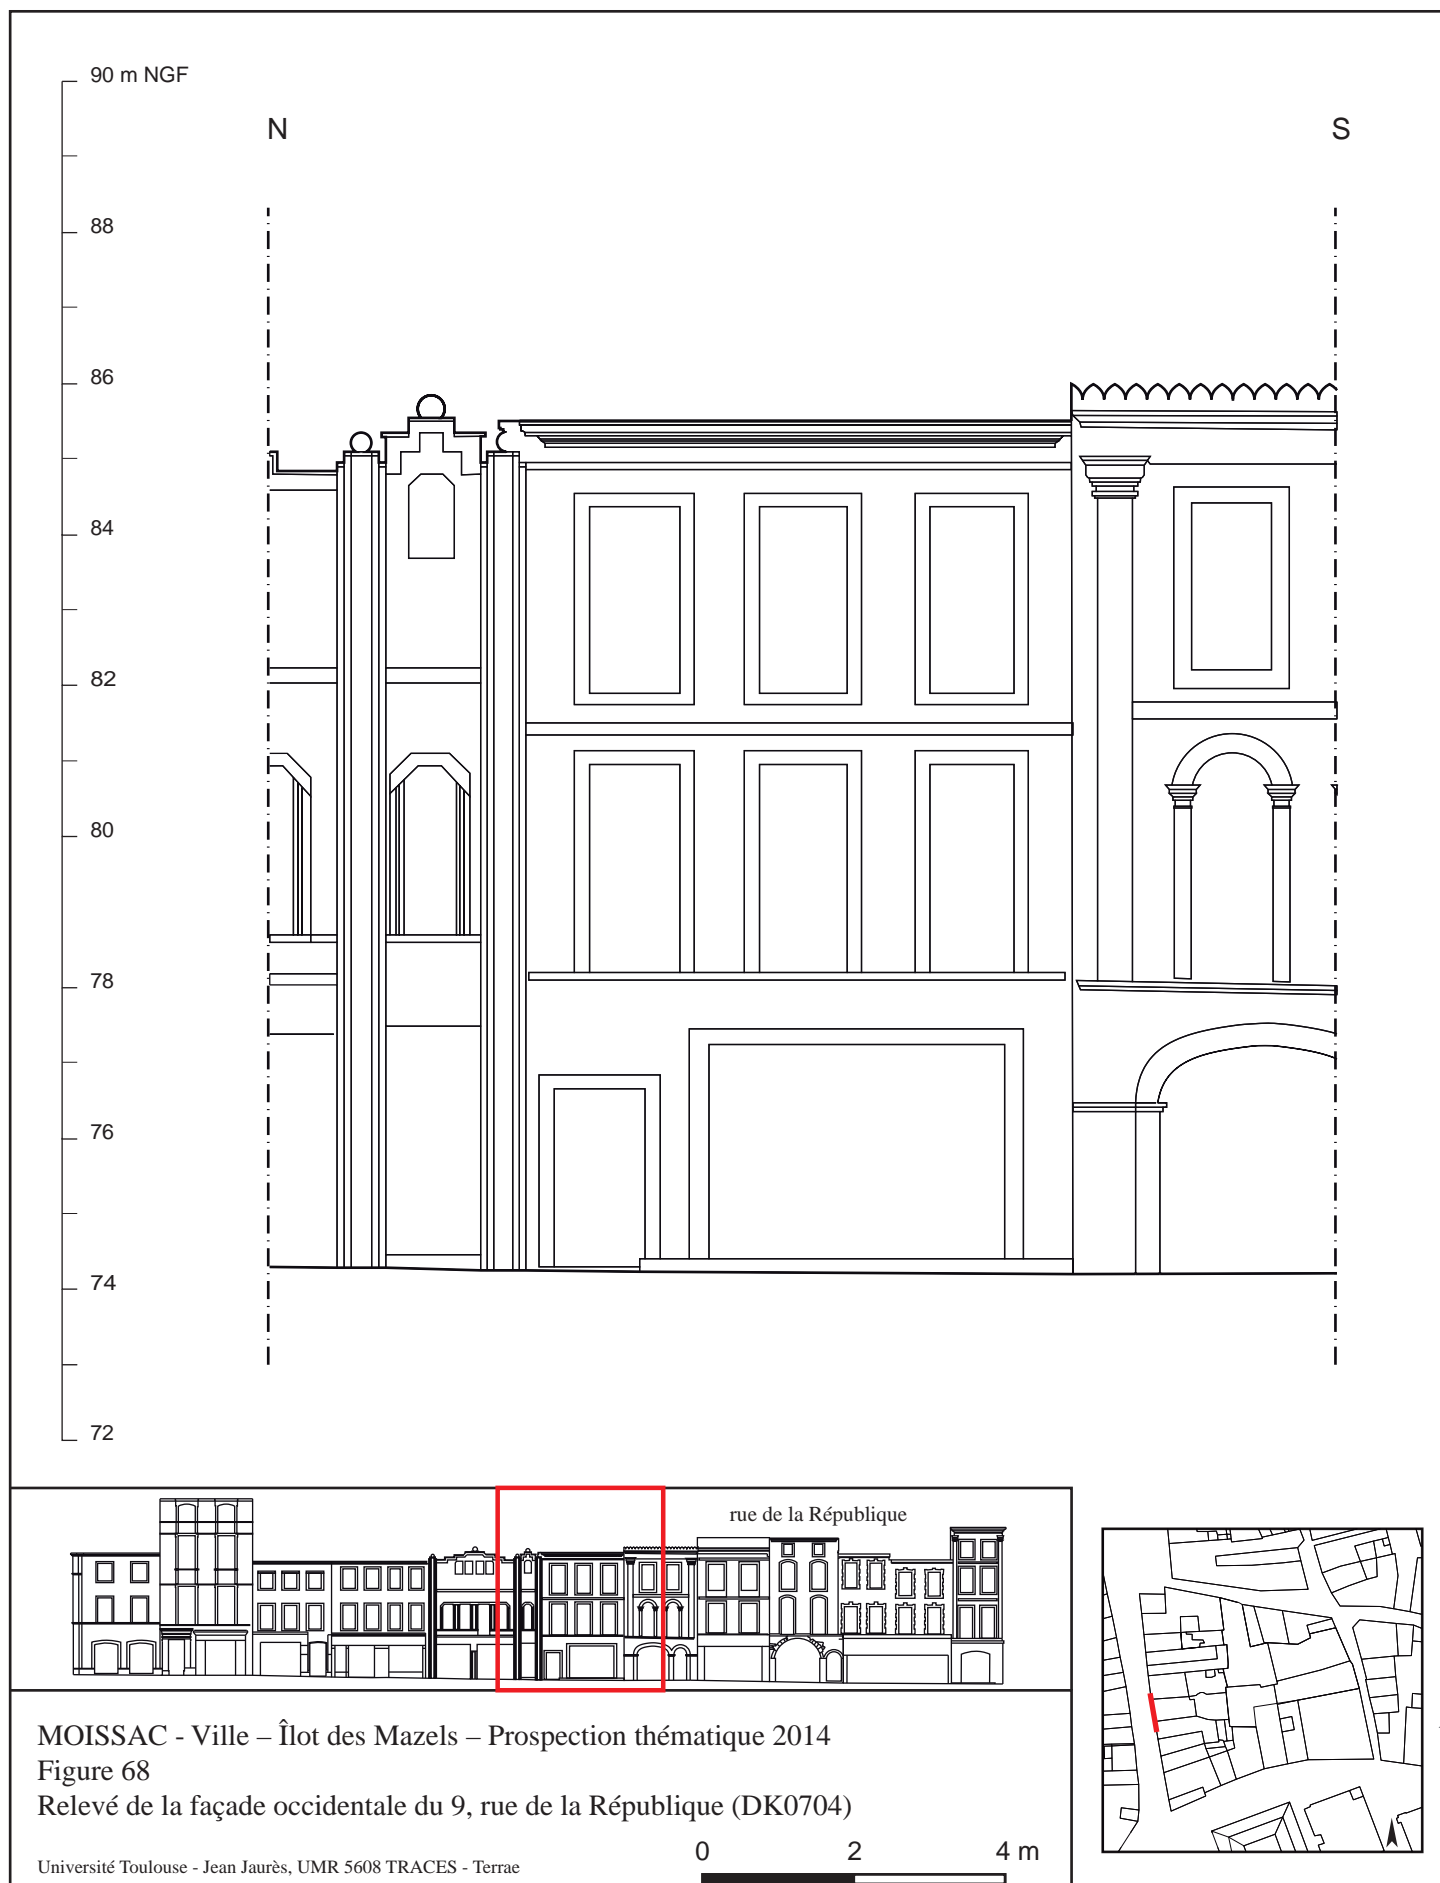 90 m NGF
N
S
88
86
84
82
80
78
76
74
72
rue de la République
MOISSAC - Ville – Îlot des Mazels – Prospection thématique 2014
Figure 68
Relevé de la façade occidentale du 9, rue de la République (DK0704)
0 2 4 m
Université Toulouse - Jean Jaurès, UMR 5608 TRACES - Terrae